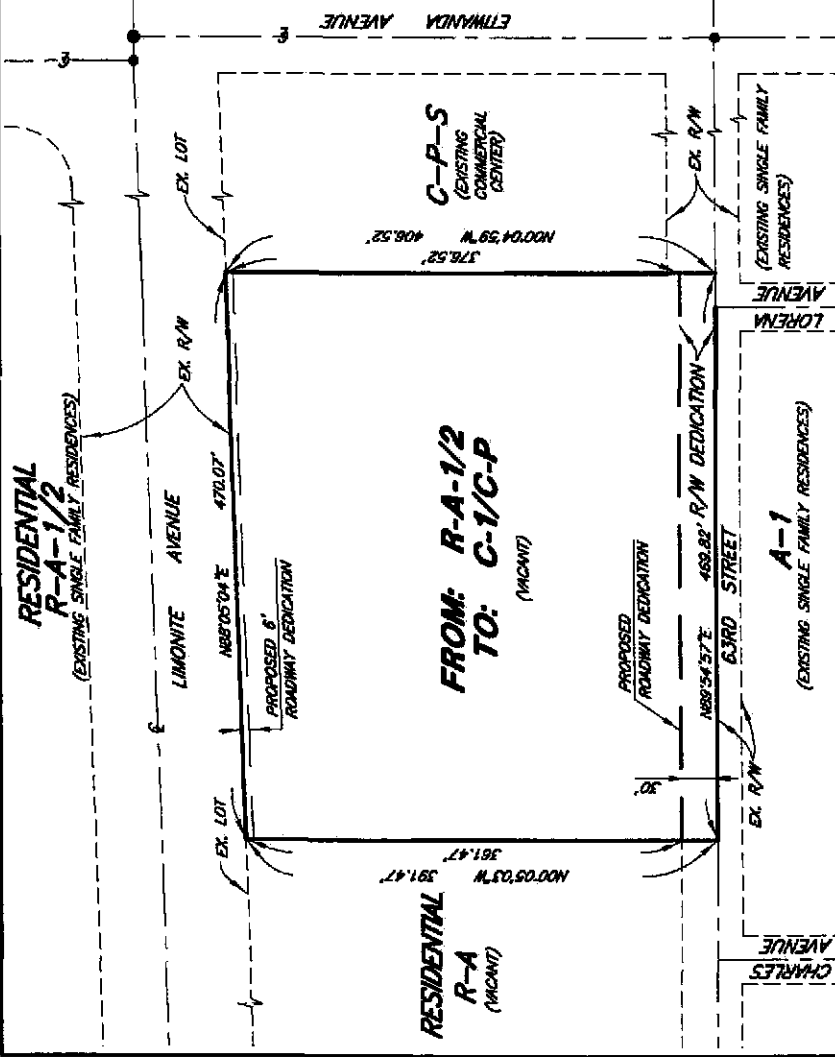 ETIWANDA AVENUE
RESIDENTIAL
R-A-1/2
(EXISTING SINGLE FAMILY RESIDENCES)
EX. LOT
EX. R/W
LIMONITE AVENUE
N88°05'04"E 470.07'
PROPOSED 6'
ROADWAY DEDICATION
EX. LOT
C-P-S
(EXISTING
COMMERCIAL
CENTER)
N00°04'59"W 406.52'
376.52'
FROM: R-A-1/2
TO: C-1/C-P
(VACANT)
RESIDENTIAL
R-A
(VACANT)
N00°05'03"W 391.47'
361.47'
PROPOSED
ROADWAY DEDICATION
30'
N89°54'57"E 469.82' R/W DEDICATION
63RD STREET
EX. R/W
EX. R/W
A-1
(EXISTING SINGLE FAMILY RESIDENCES)
(EXISTING SINGLE FAMILY
RESIDENCES)
LORENA
AVENUE
CHARLES
AVENUE